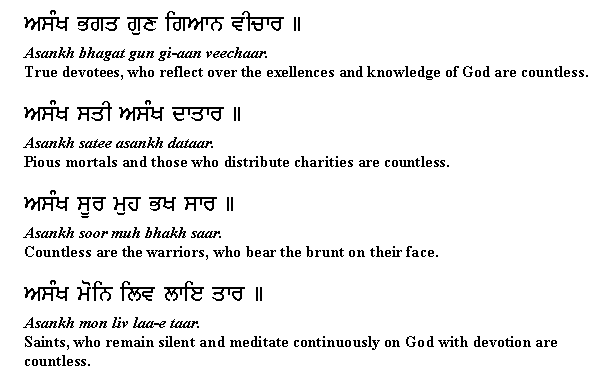 ਅਸੰਖ ਭਗਤ ਗੁਣ ਗਿਆਨ ਵੀਚਾਰ ॥
Asankh bhagat gun gi-aan veechaar.
True devotees, who reflect over the exellences and knowledge of God are countless.
ਅਸੰਖ ਸਤੀ ਅਸੰਖ ਦਾਤਾਰ ॥
Asankh satee asankh dataar.
Pious mortals and those who distribute charities are countless.
ਅਸੰਖ ਸੂਰ ਮੁਹ ਭਖ ਸਾਰ ॥
Asankh soor muh bhakh saar.
Countless are the warriors, who bear the brunt on their face.
ਅਸੰਖ ਮੋਨਿ ਲਿਵ ਲਾਇ ਤਾਰ ॥
Asankh mon liv laa-e taar.
Saints, who remain silent and meditate continuously on God with devotion are
countless.